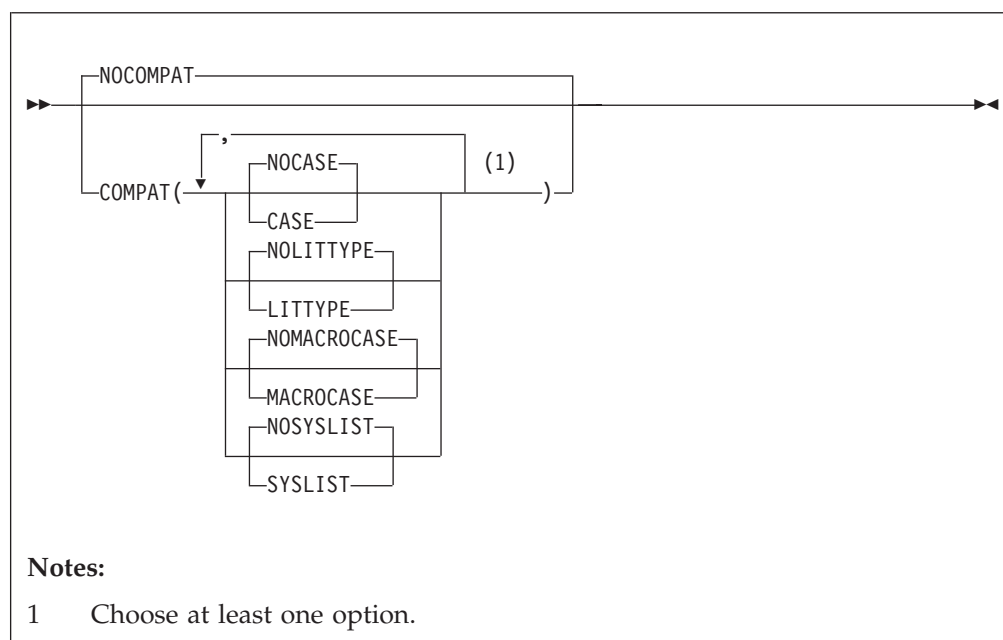 NOCOMPAT
,
NOCASE
(1)
COMPAT(
)
CASE
NOLITTYPE
LITTYPE
NOMACROCASE
MACROCASE
NOSYSLIST
SYSLIST
Notes:
1 Choose at least one option.